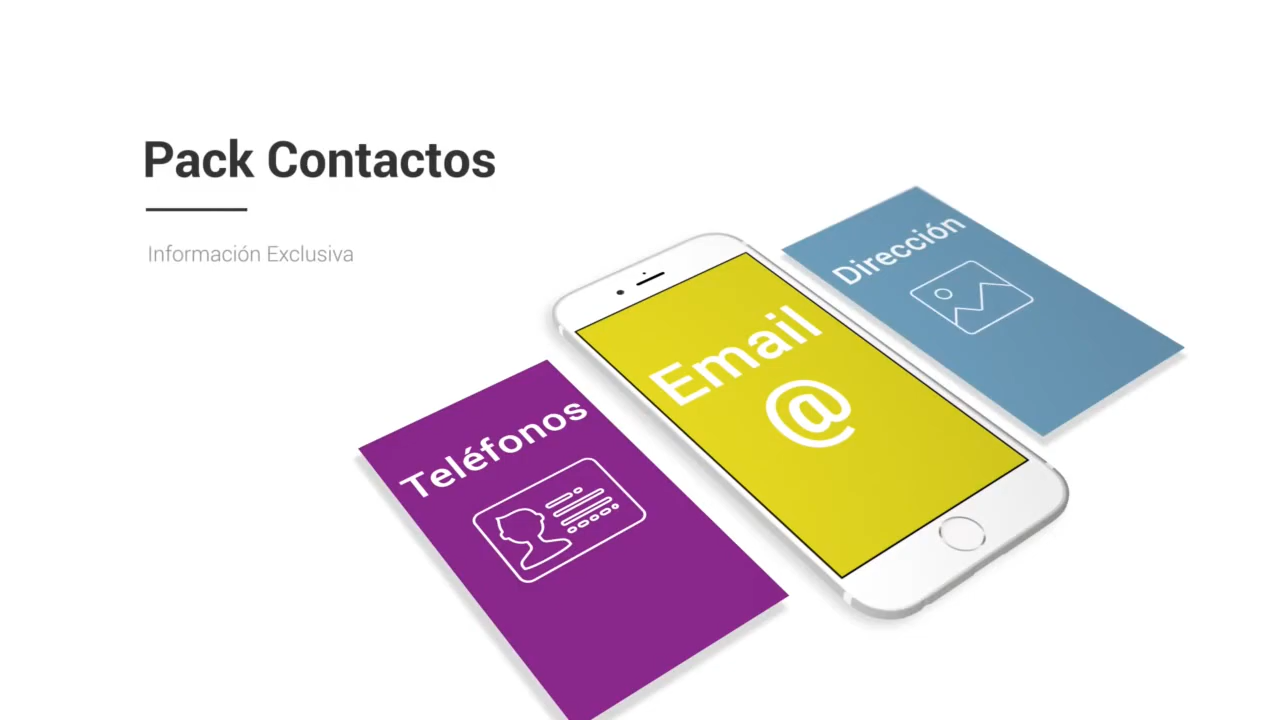 Pack Contactos
Información Exclusiva
Dirección
Email
@
Teléfonos